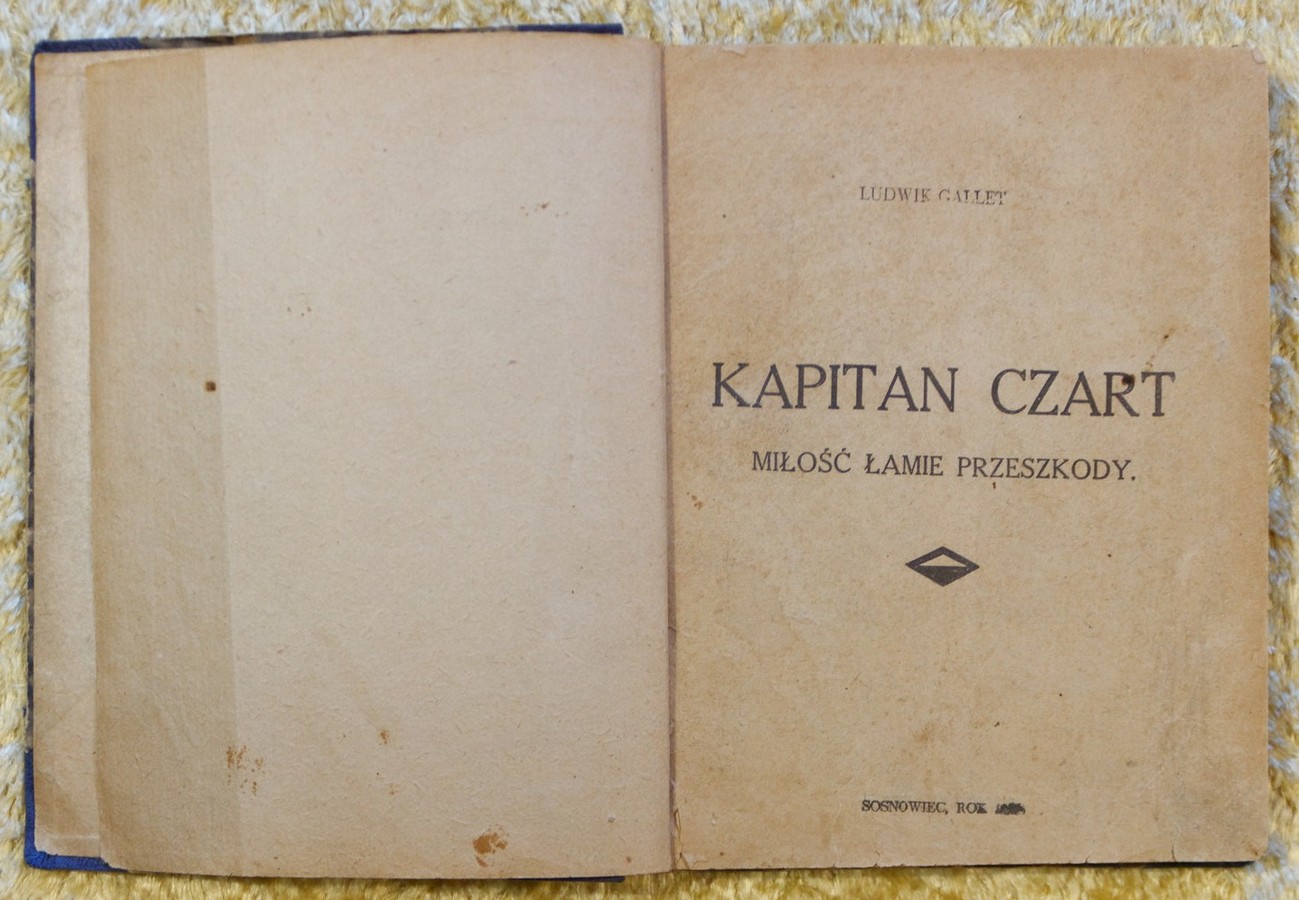 LUDWIK GALLET
KAPITAN CZART
MIŁOŚĆ ŁAMIE PRZESZKODY.
SOSNOWIEC, ROK